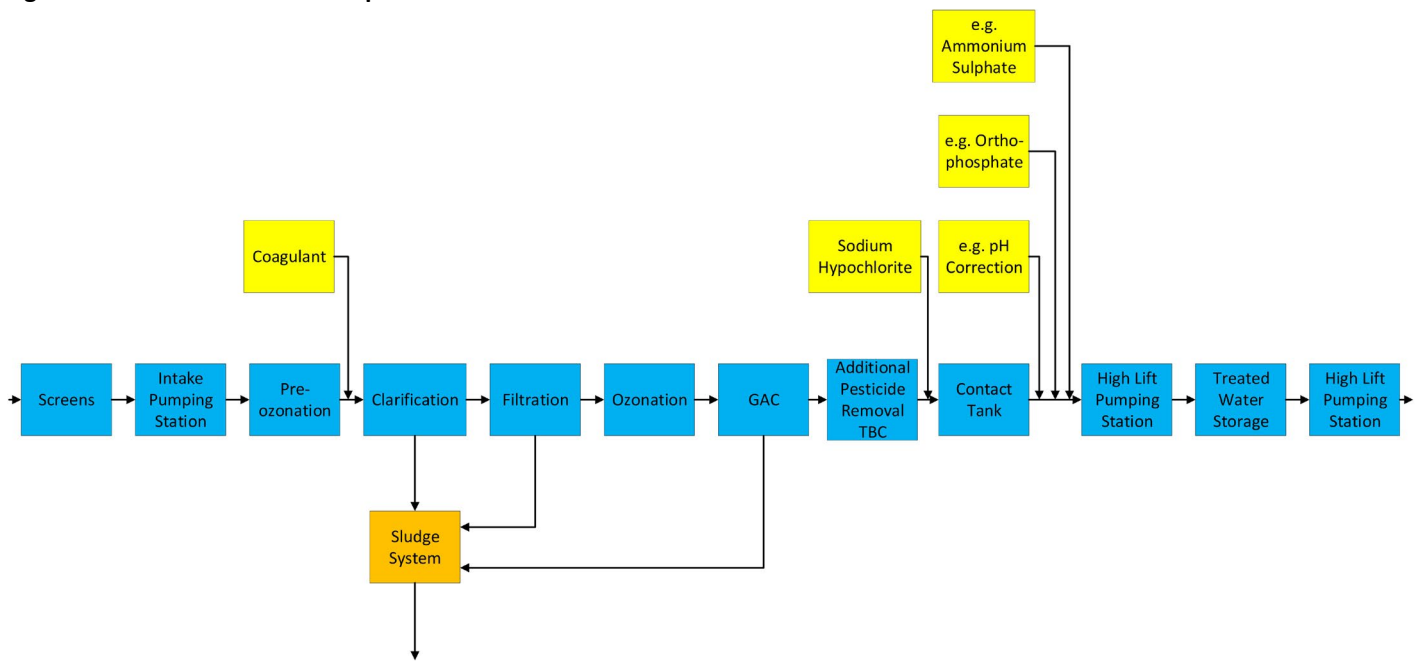 e.g.
Ammonium
Sulphate
e.g. Ortho-
phosphate
Coagulant
Sodium
Hypochlorite
e.g. pH
Correction
Screens
Intake
Pumping
Station
Pre-
ozonation
Clarification
Filtration
Ozonation
GAC
Additional
Pesticide
Removal
TBC
Contact
Tank
High Lift
Pumping
Station
Treated
Water
Storage
High Lift
Pumping
Station
Sludge
System